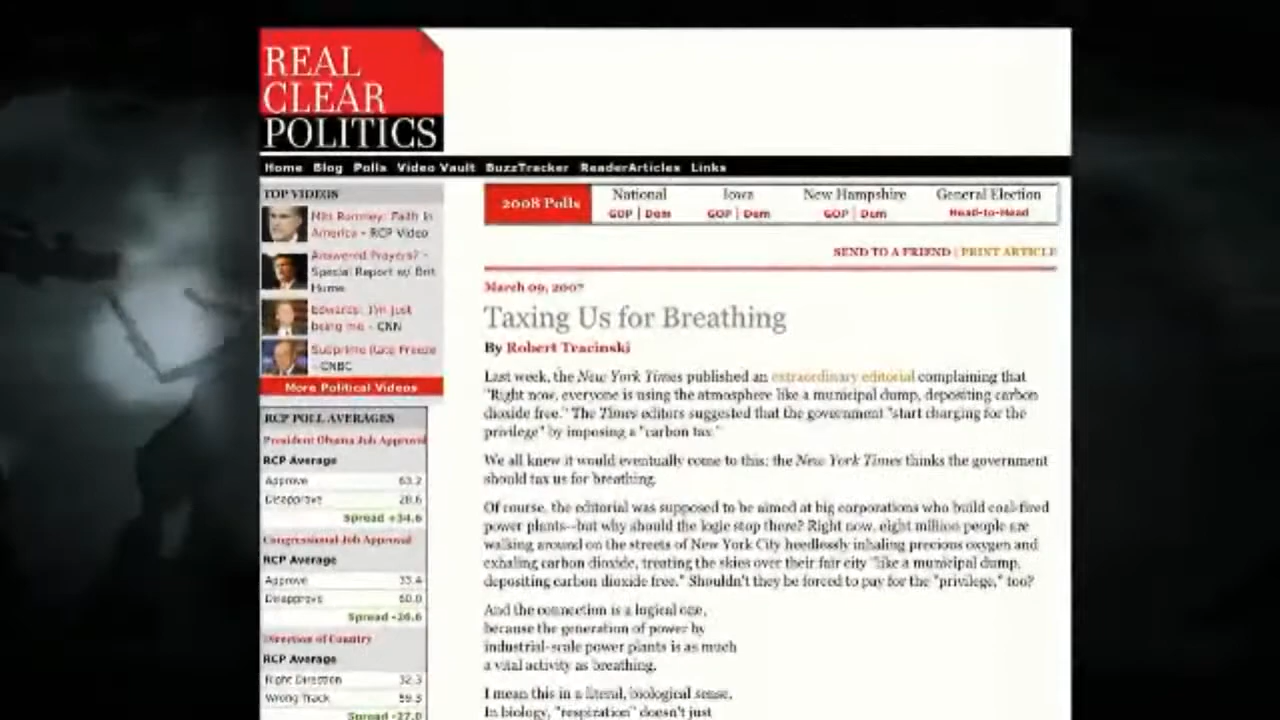 REAL
CLEAR
POLITICS
Home Blog Polls Video Vault BuzzTracker ReaderArticles Links
TOP VIDEOS
Mitt Romney: Faith In
America - RCP Video
Answered Prayers? -
Special Report w/ Brit
Hume
Edwards: I'm Just
being me - CNN
Subprime Rate Freeze
- CNBC
More Political Videos
RCP POLL AVERAGES
President Obama Job Approval
RCP Average
Approve 63.2
Disapprove 28.6
Spread +34.6
Congressional Job Approval
RCP Average
Approve 33.4
Disapprove 60.0
Spread -26.6
Direction of Country
RCP Average
Right Direction 32.3
Wrong Track 59.3
Spread -27.0
2008 Polls
National Iowa New Hampshire General Election
GOP | Dem GOP | Dem GOP | Dem Head-to-Head
SEND TO A FRIEND | PRINT ARTICLE
March 09, 2007
Taxing Us for Breathing
By Robert Tracinski
Last week, the New York Times published an extraordinary editorial complaining that
"Right now, everyone is using the atmosphere like a municipal dump, depositing carbon
dioxide free." The Times editors suggested that the government "start charging for the
privilege" by imposing a "carbon tax."
We all knew it would eventually come to this: the New York Times thinks the government
should tax us for breathing.
Of course, the editorial was supposed to be aimed at big corporations who build coal-fired
power plants--but why should the logic stop there? Right now, eight million people are
walking around on the streets of New York City heedlessly inhaling precious oxygen and
exhaling carbon dioxide, treating the skies over their fair city "like a municipal dump,
depositing carbon dioxide free." Shouldn't they be forced to pay for the "privilege," too?
And the connection is a logical one,
because the generation of power by
industrial-scale power plants is as much
a vital activity as breathing.
I mean this in a literal, biological sense.
In biology, "respiration" doesn't just